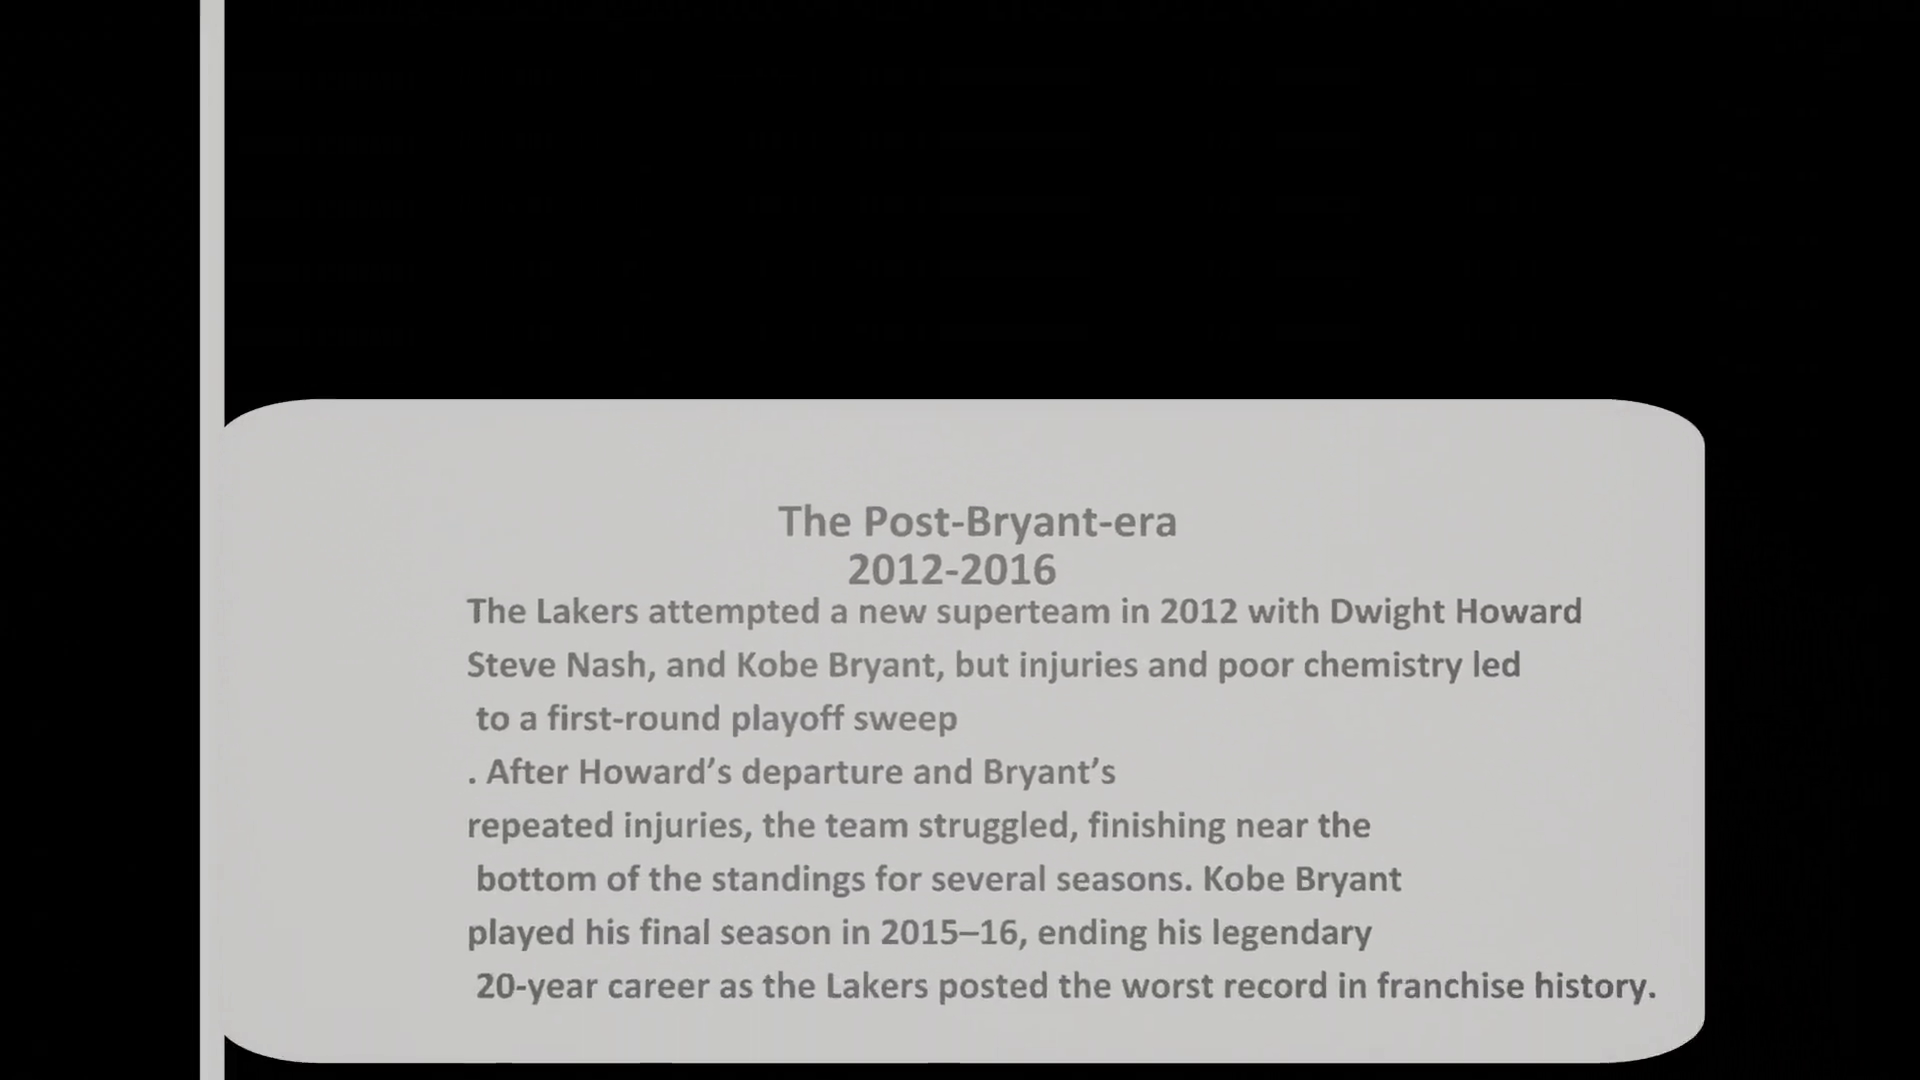 The Post-Bryant-era
2012-2016
The Lakers attempted a new superteam in 2012 with Dwight Howard
Steve Nash, and Kobe Bryant, but injuries and poor chemistry led
to a first-round playoff sweep
. After Howard’s departure and Bryant’s
repeated injuries, the team struggled, finishing near the
bottom of the standings for several seasons. Kobe Bryant
played his final season in 2015–16, ending his legendary
20-year career as the Lakers posted the worst record in franchise history.